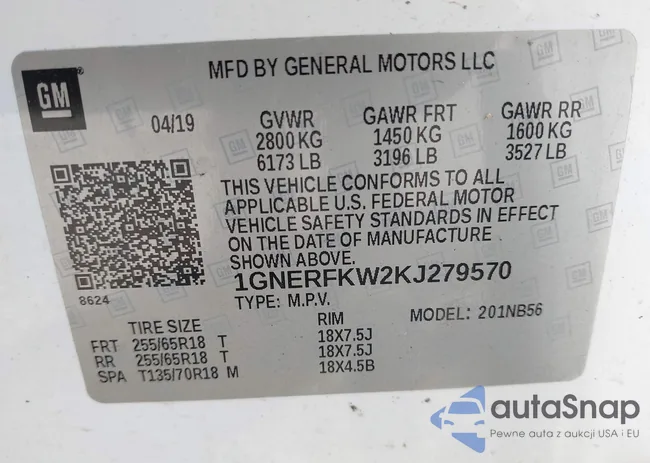 GM
MFD BY GENERAL MOTORS LLC
04/19 GVWR GAWR FRT GAWR RR
2800 KG 1450 KG 1600 KG
6173 LB 3196 LB 3527 LB
THIS VEHICLE CONFORMS TO ALL
APPLICABLE U.S. FEDERAL MOTOR
VEHICLE SAFETY STANDARDS IN EFFECT
ON THE DATE OF MANUFACTURE
SHOWN ABOVE.
1GNERFKW2KJ279570
8624
TYPE: M.P.V. MODEL: 201NB56
TIRE SIZE RIM
FRT 255/65R18 T 18X7.5J
RR 255/65R18 T 18X7.5J
SPA T135/70R18 M 18X4.5B
autaSnap
Pewne auta z aukcji USA i EU